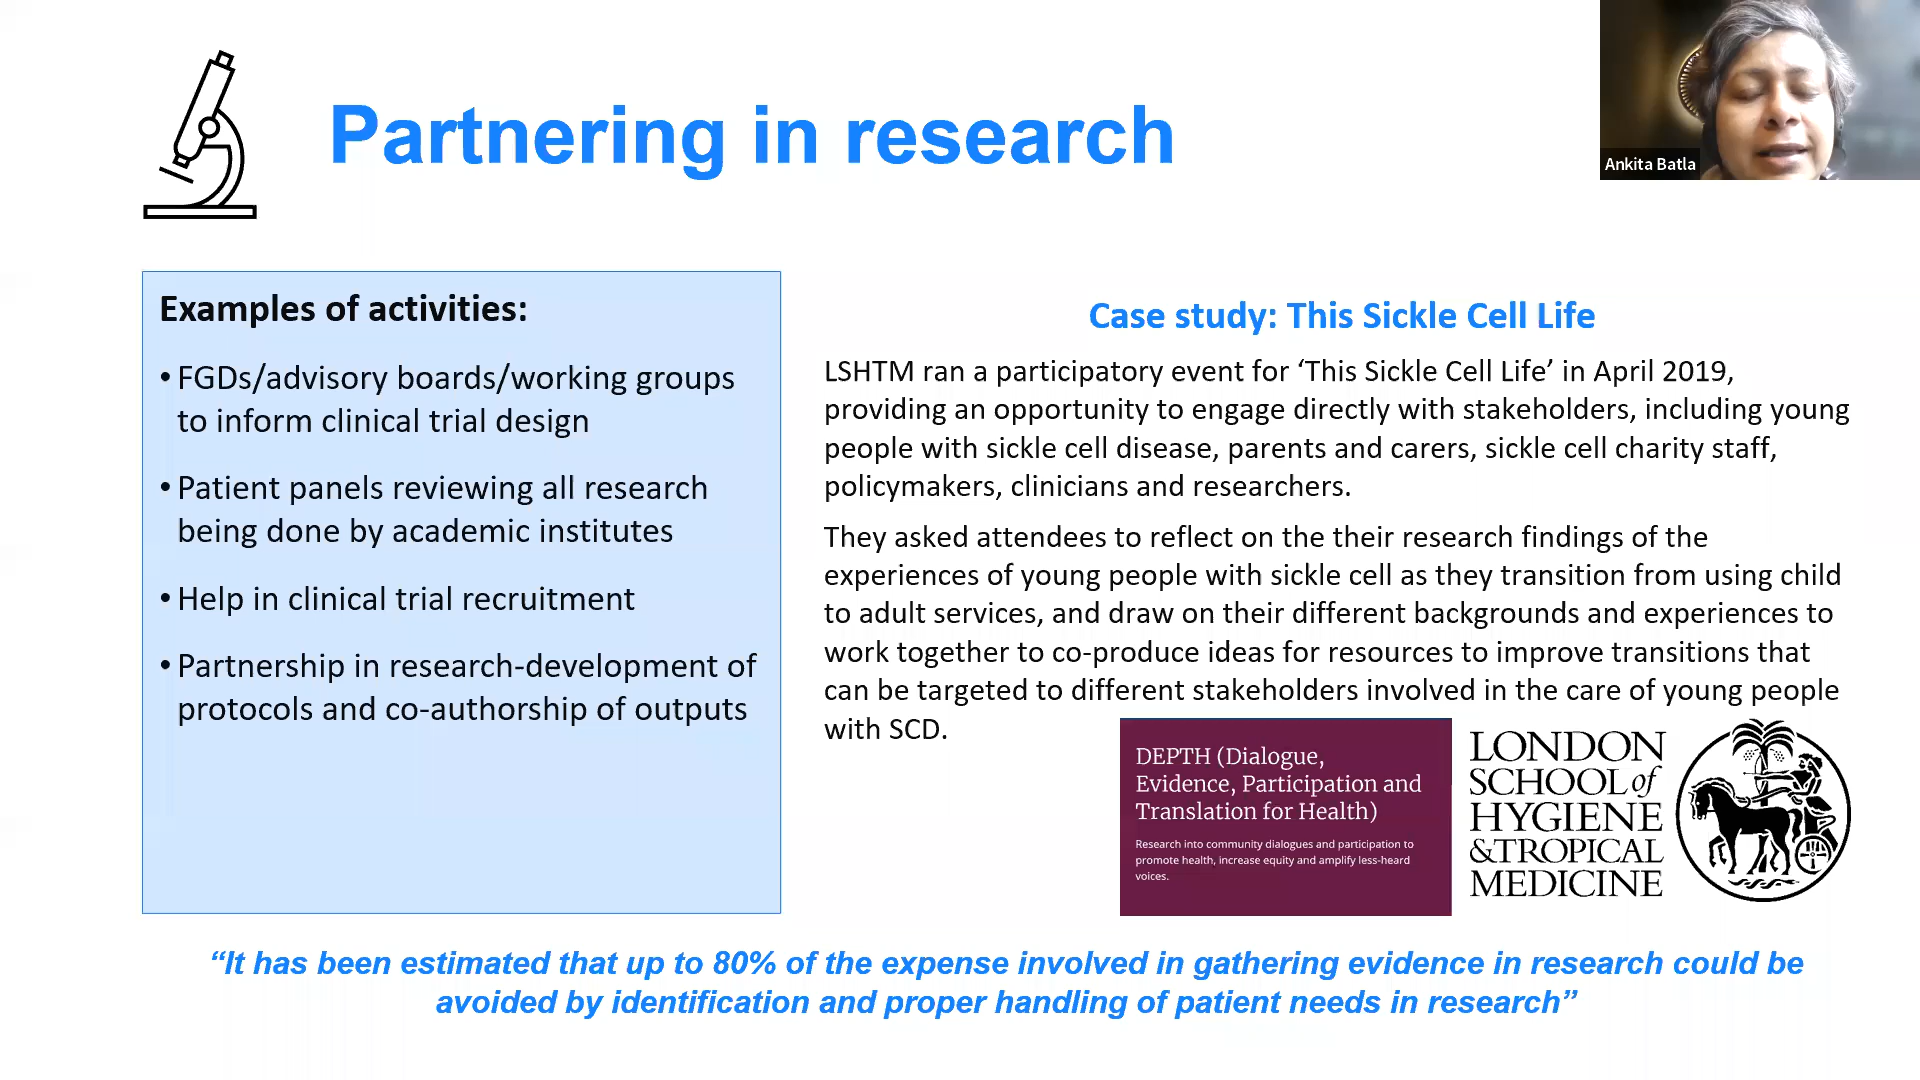 Partnering in research
Ankita Batla
Examples of activities:
• FGDs/advisory boards/working groups
to inform clinical trial design
• Patient panels reviewing all research
being done by academic institutes
• Help in clinical trial recruitment
• Partnership in research-development of
protocols and co-authorship of outputs
Case study: This Sickle Cell Life
LSHTM ran a participatory event for ‘This Sickle Cell Life’ in April 2019,
providing an opportunity to engage directly with stakeholders, including young
people with sickle cell disease, parents and carers, sickle cell charity staff,
policymakers, clinicians and researchers.
They asked attendees to reflect on the their research findings of the
experiences of young people with sickle cell as they transition from using child
to adult services, and draw on their different backgrounds and experiences to
work together to co-produce ideas for resources to improve transitions that
can be targeted to different stakeholders involved in the care of young people
with SCD.
DEPTH (Dialogue,
Evidence, Participation and
Translation for Health)
Research into community dialogues and participation to
promote health, increase equity and amplify less-heard
voices.
LONDON
SCHOOL of
HYGIENE
&TROPICAL
MEDICINE
“It has been estimated that up to 80% of the expense involved in gathering evidence in research could be
avoided by identification and proper handling of patient needs in research”